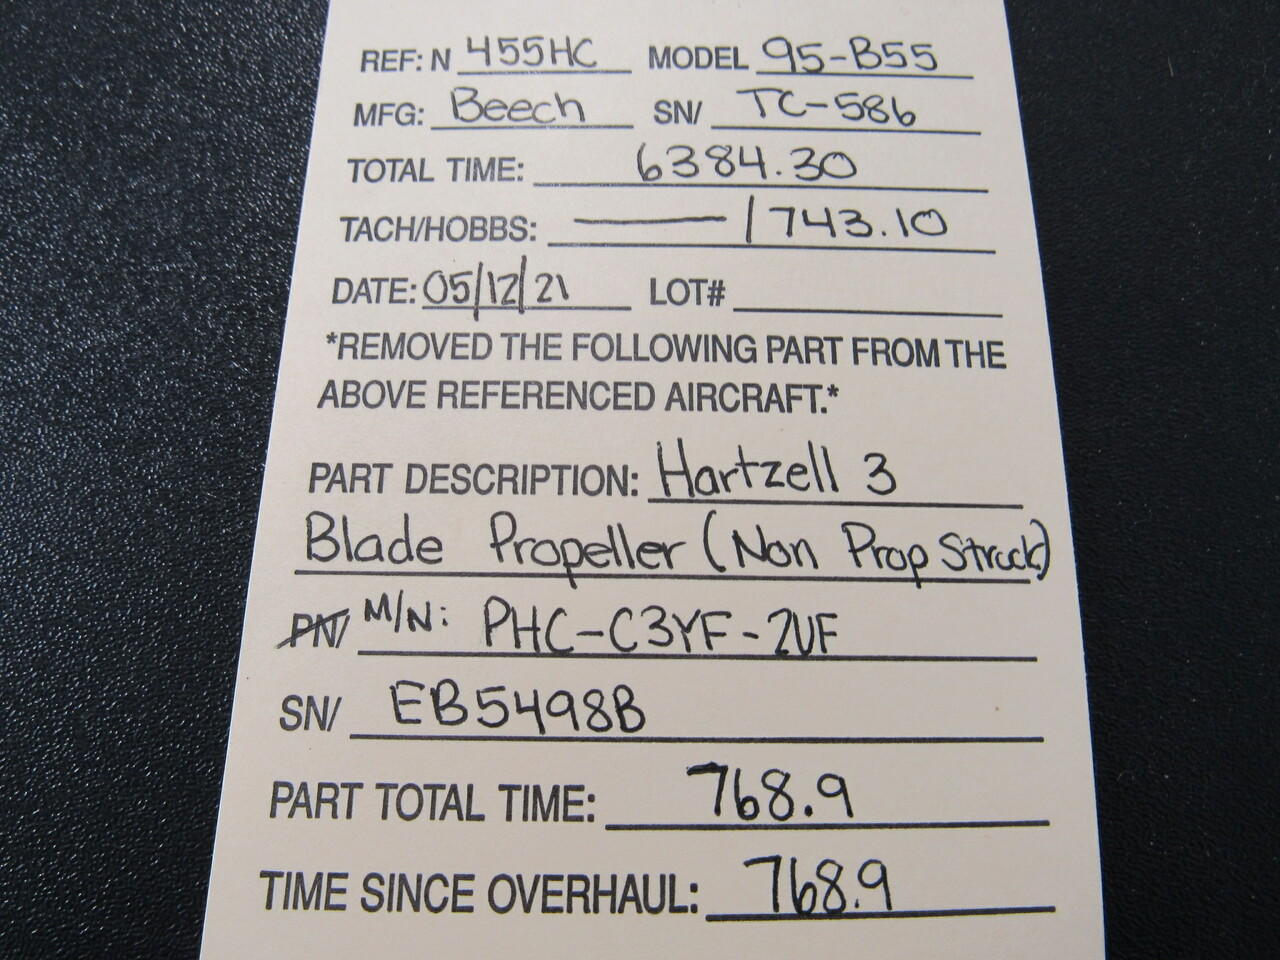 REF: N 455HC MODEL 95-B55
MFG: Beech SN/ TC-586
TOTAL TIME: 6384.30
TACH/HOBBS: — / 743.10
DATE: 05/12/21 LOT#
*REMOVED THE FOLLOWING PART FROM THE
ABOVE REFERENCED AIRCRAFT.*
PART DESCRIPTION: Hartzell 3
Blade Propeller (Non Prop Struck)
PN/ M/N: PHC-C3YF-2UF
SN/ EB5498B
PART TOTAL TIME: 768.9
TIME SINCE OVERHAUL: 768.9